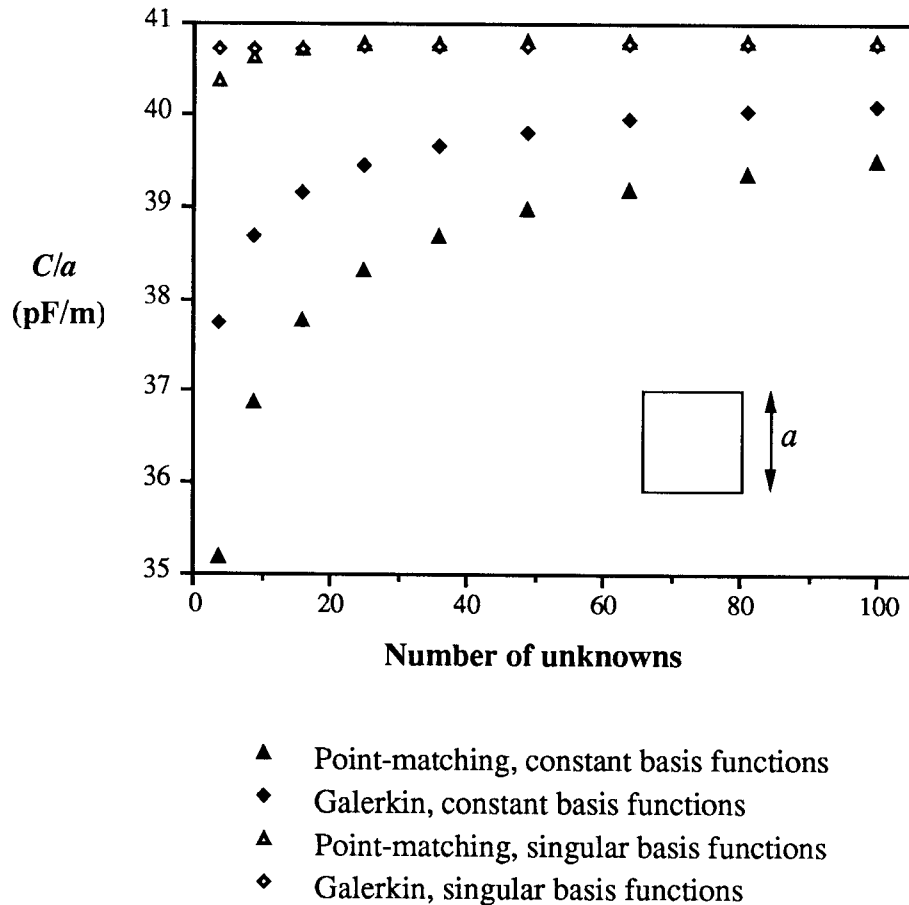 41
40
39
38
37
36
35
C/a
(pF/m)
a
0 20 40 60 80 100
Number of unknowns
Point-matching, constant basis functions
Galerkin, constant basis functions
Point-matching, singular basis functions
Galerkin, singular basis functions